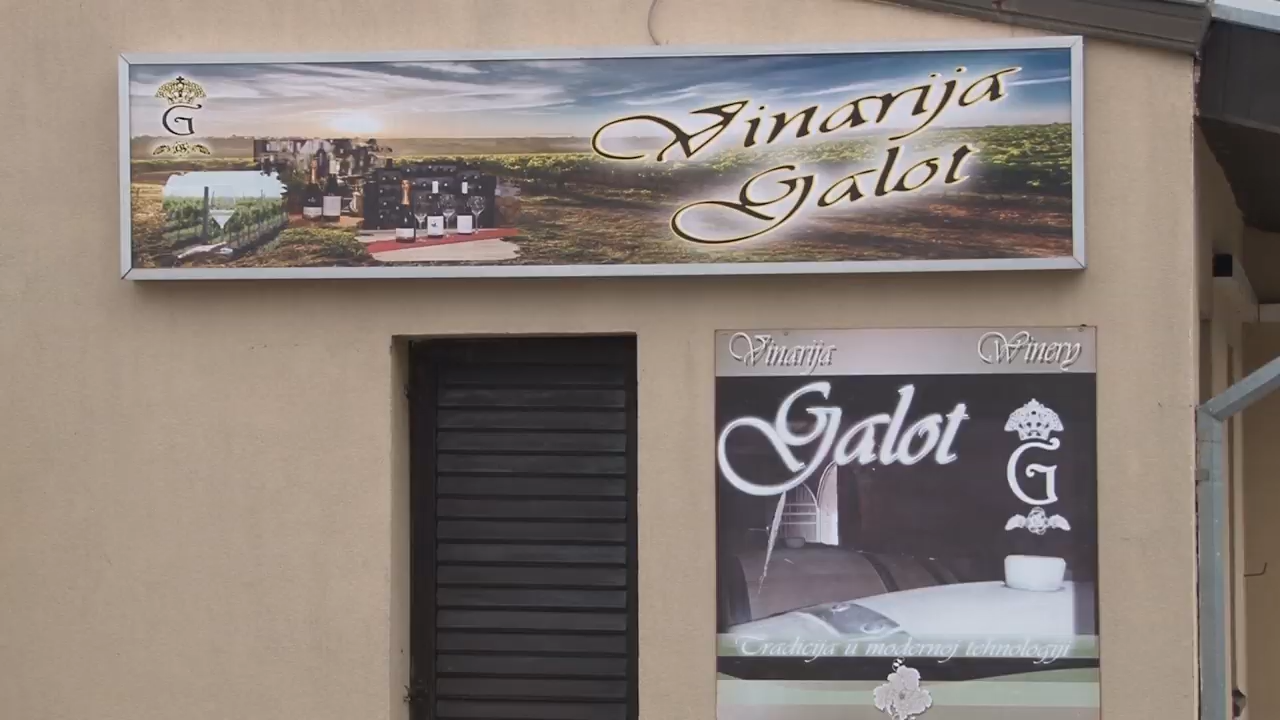 G
Vinarija
Galot
Vinarija Winery
Galot
G
Tradicija u modernoj tehnologiji